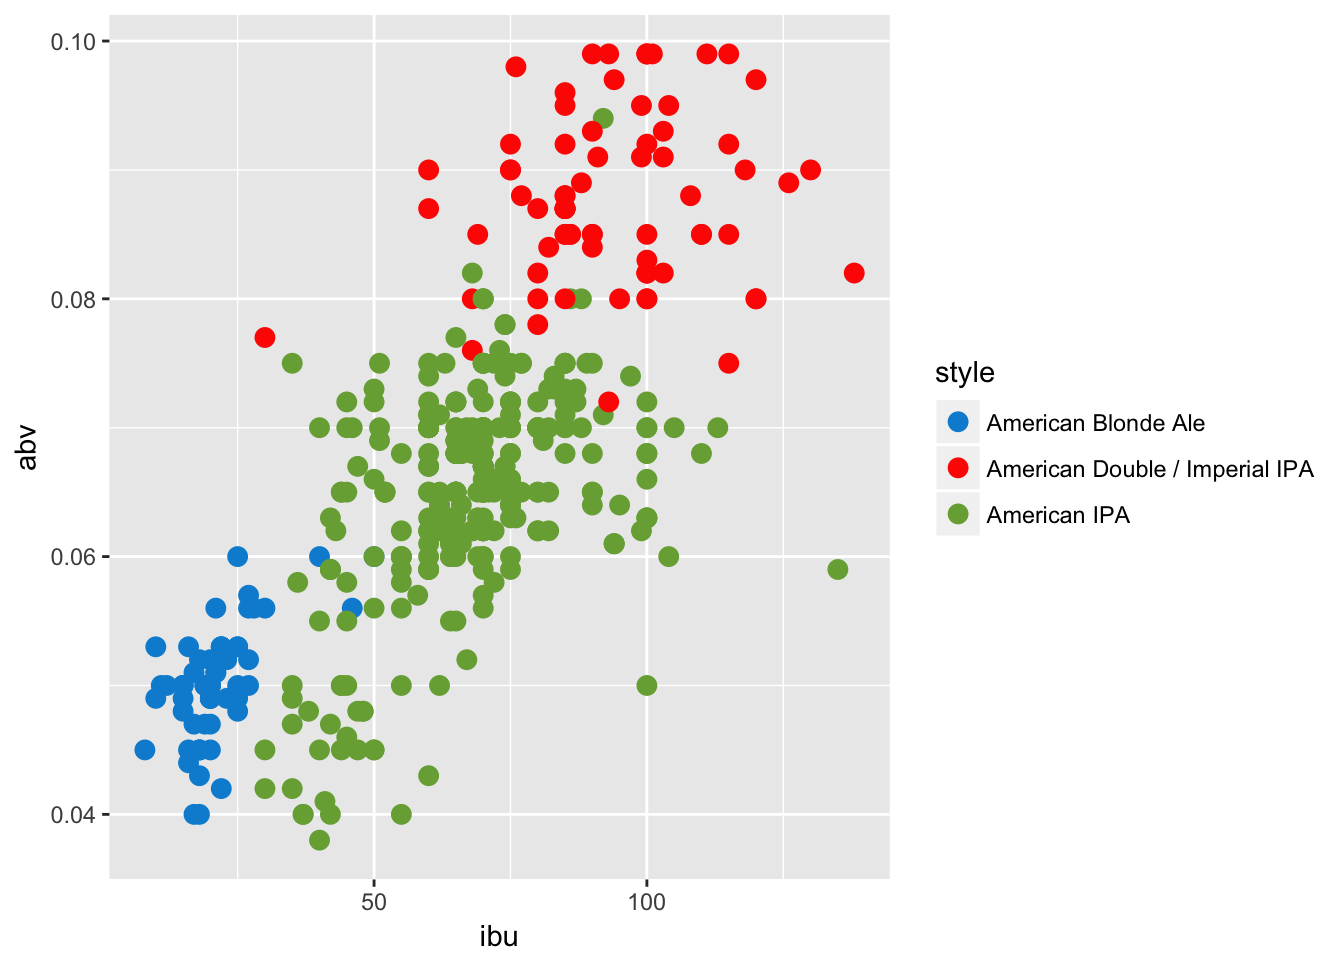 0.10
0.08
0.06
0.04
abv
50
100
ibu
style
American Blonde Ale
American Double / Imperial IPA
American IPA